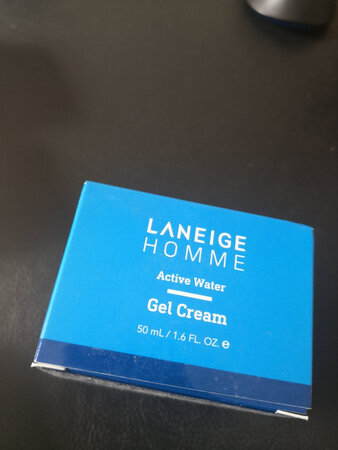 LANEIGE
HOMME
Active Water
Gel Cream
50 mL / 1.6 FL. OZ. ℮